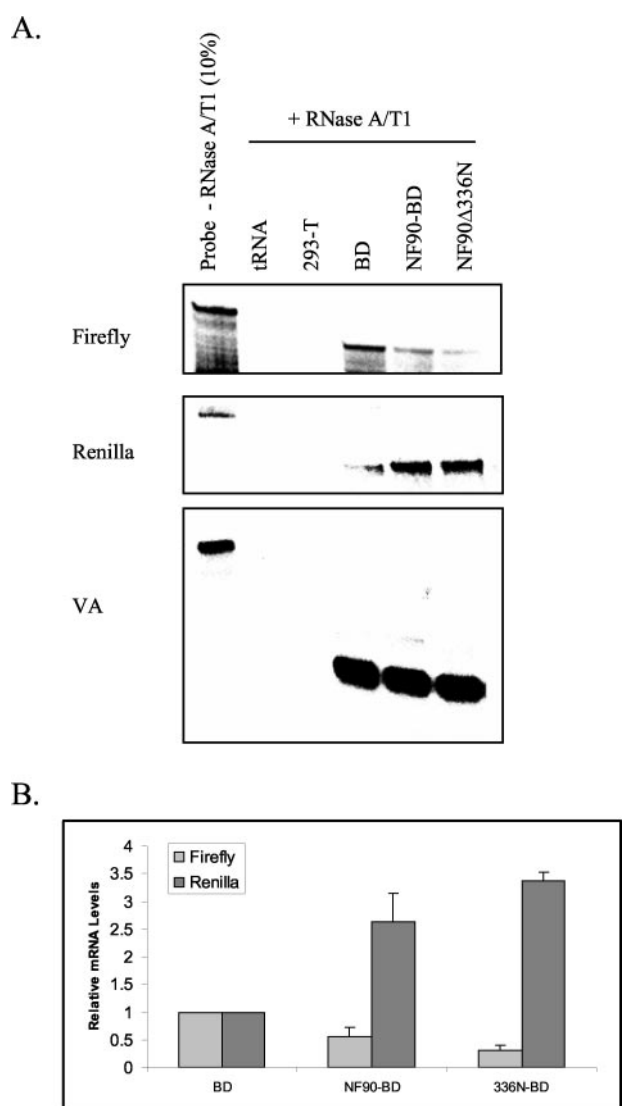 A.
Probe - RNase A/T1 (10%)
+ RNase A/T1
tRNA
293-T
BD
NF90-BD
NF90Δ336N
Firefly
Renilla
VA
B.
Relative mRNA Levels
4
3.5
3
2.5
2
1.5
1
0.5
0
Firefly
Renilla
BD
NF90-BD
336N-BD